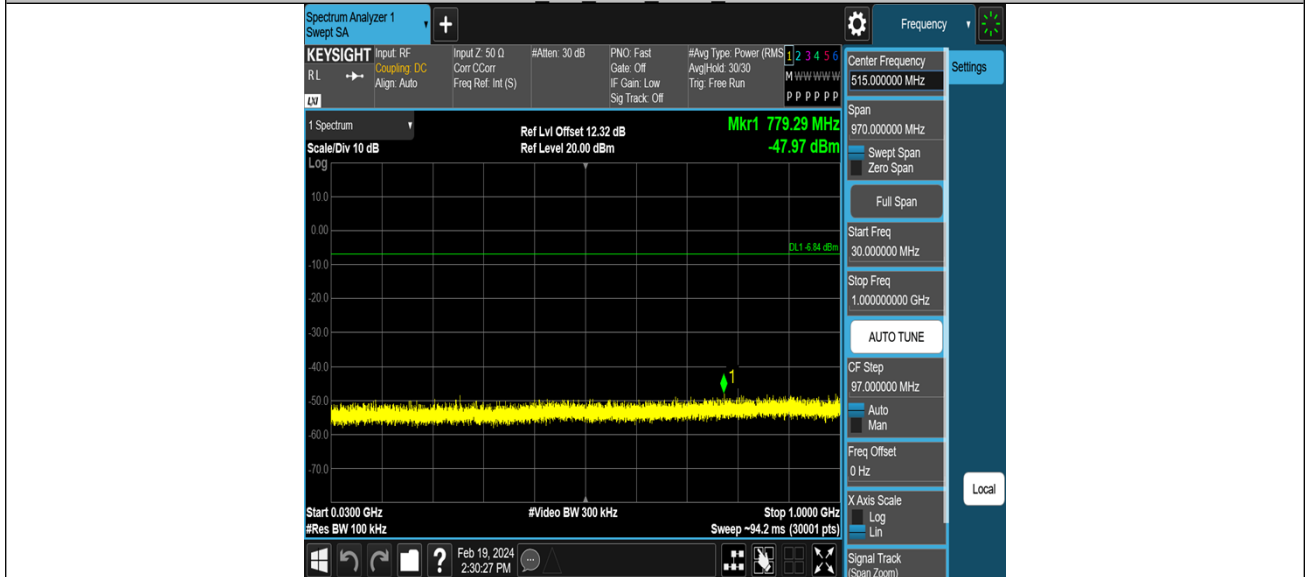 Spectrum Analyzer 1
Swept SA
+
Frequency
KEYSIGHT
RL
LXI
Input: RF
Coupling: DC
Align: Auto
Input Z: 50 Ω
Corr CCorr
Freq Ref: Int (S)
#Atten: 30 dB
PNO: Fast
Gate: Off
IF Gain: Low
Sig Track: Off
#Avg Type: Power (RMS
Avg|Hold: 30/30
Trig: Free Run
1 2 3 4 5 6
M W W W W W
P P P P P P
1 Spectrum
Scale/Div 10 dB
Log
Ref Lvl Offset 12.32 dB
Ref Level 20.00 dBm
Mkr1 779.29 MHz
-47.97 dBm
10.0
0.00
DL1 -6.84 dBm
-10.0
-20.0
-30.0
-40.0
1
-50.0
-60.0
-70.0
Start 0.0300 GHz
#Res BW 100 kHz
#Video BW 300 kHz
Stop 1.0000 GHz
Sweep ~94.2 ms (30001 pts)
?
Feb 19, 2024
2:30:27 PM
Center Frequency
515.000000 MHz
Settings
Span
970.000000 MHz
Swept Span
Zero Span
Full Span
Start Freq
30.000000 MHz
Stop Freq
1.000000000 GHz
AUTO TUNE
CF Step
97.000000 MHz
Auto
Man
Freq Offset
0 Hz
Local
X Axis Scale
Log
Lin
Signal Track
(Span Zoom)